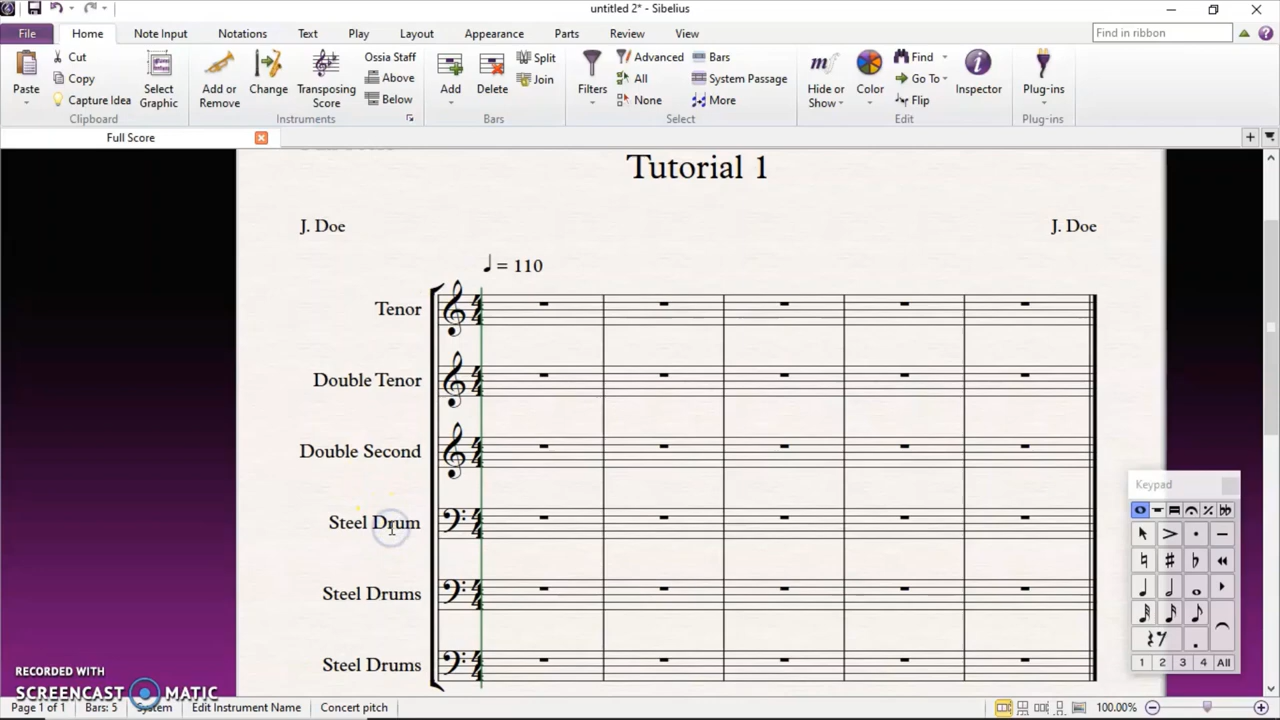 untitled 2* - Sibelius
File Home Note Input Notations Text Play Layout Appearance Parts Review View Find in ribbon
Cut Ossia Staff Split Advanced Bars Find
Copy Above Join All System Passage Go To
Capture Idea Below None More Flip
Paste Select Graphic Add or Remove Change Transposing Score Add Delete Filters Hide or Show Color Inspector Plug-ins
Clipboard Instruments Bars Select Edit Plug-ins
Full Score
Tutorial 1
J. Doe J. Doe
= 110
Tenor
Double Tenor
Double Second
Steel Drum
Steel Drums
Steel Drums
Keypad
1 2 3 4 All
RECORDED WITH
SCREENCAST MATIC
Page 1 of 1 Bars: 5 System Edit Instrument Name Concert pitch 100.00%